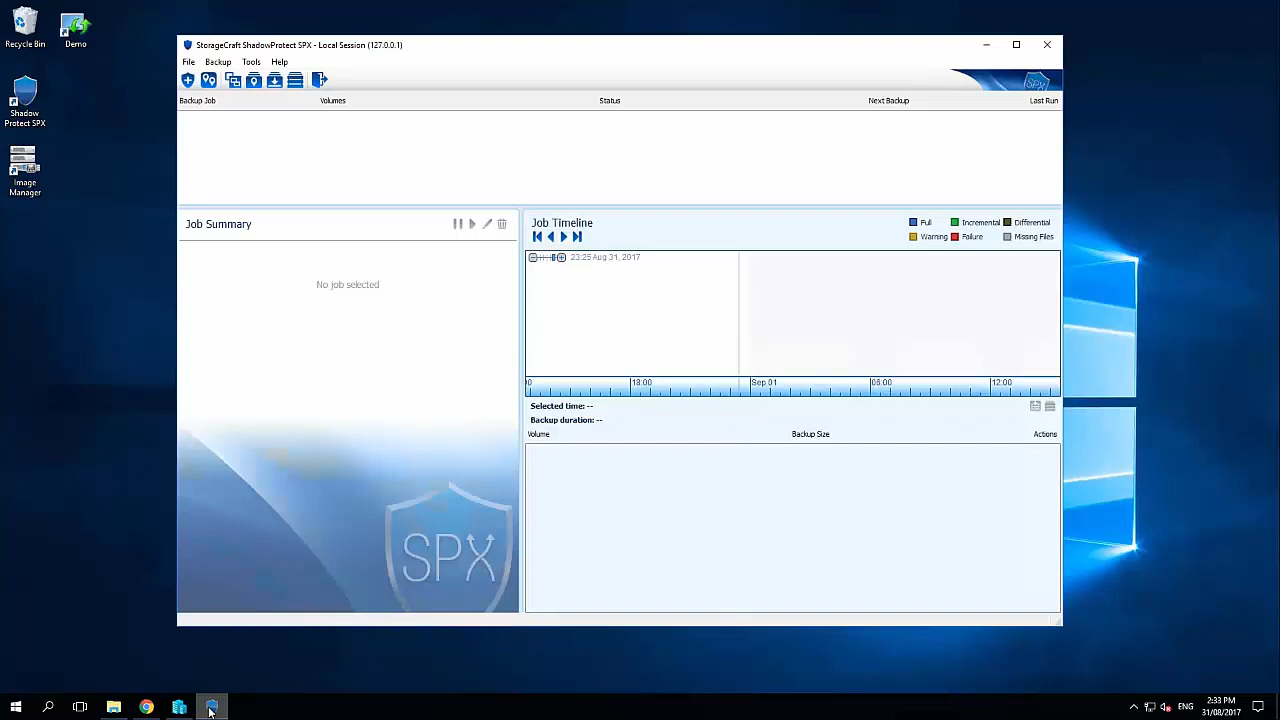 Recycle Bin
Demo
Shadow
Protect SPX
Image
Manager
StorageCraft ShadowProtect SPX - Local Session (127.0.0.1)
File Backup Tools Help
SPX
Backup Job Volumes Status Next Backup Last Run
Job Summary
No job selected
SPX
Job Timeline
Full Incremental Differential
Warning Failure Missing Files
23:25 Aug 31, 2017
18:00 Sep 01 06:00 12:00
Selected time: --
Backup duration: --
Volume Backup Size Actions
ENG
2:33 PM
31/08/2017